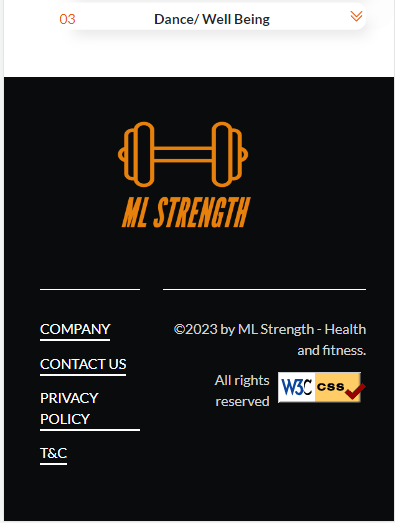 03 Dance/ Well Being
ML STRENGTH
COMPANY
CONTACT US
PRIVACY
POLICY
T&C
©2023 by ML Strength - Health
and fitness.
All rights
reserved
W3C css